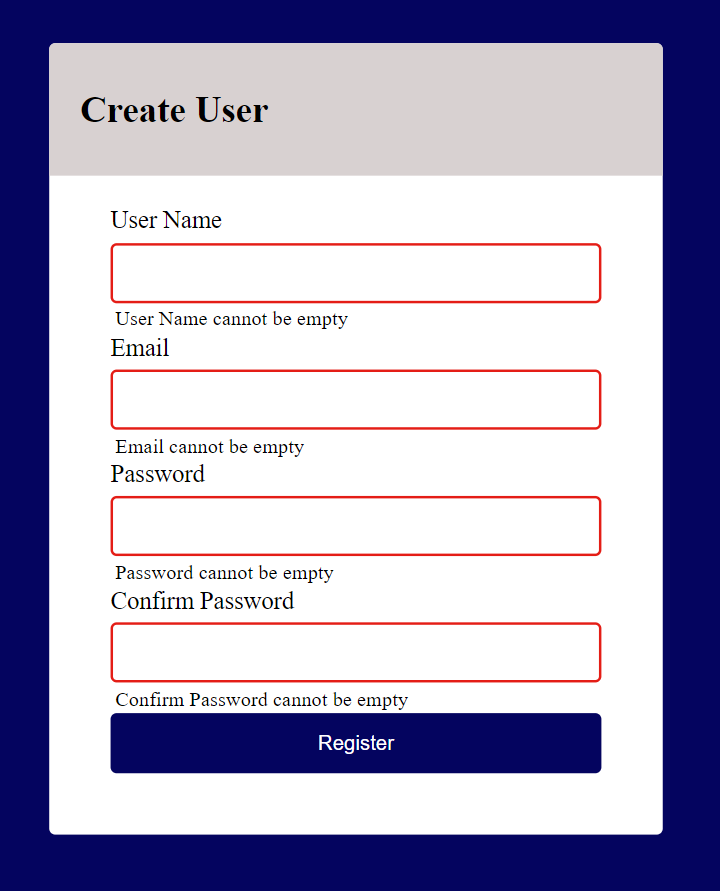 Create User
User Name
User Name cannot be empty
Email
Email cannot be empty
Password
Password cannot be empty
Confirm Password
Confirm Password cannot be empty
Register